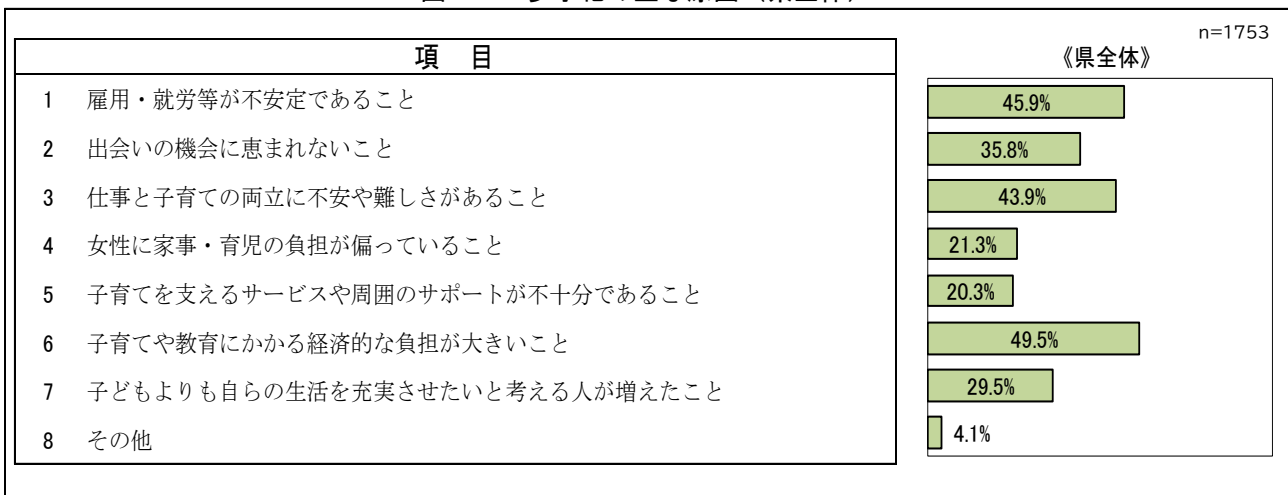 n=1753
項　目
《県全体》
1 雇用・就労等が不安定であること 45.9%
2 出会いの機会に恵まれないこと 35.8%
3 仕事と子育ての両立に不安や難しさがあること 43.9%
4 女性に家事・育児の負担が偏っていること 21.3%
5 子育てを支えるサービスや周囲のサポートが不十分であること 20.3%
6 子育てや教育にかかる経済的な負担が大きいこと 49.5%
7 子どもよりも自らの生活を充実させたいと考える人が増えたこと 29.5%
8 その他 4.1%